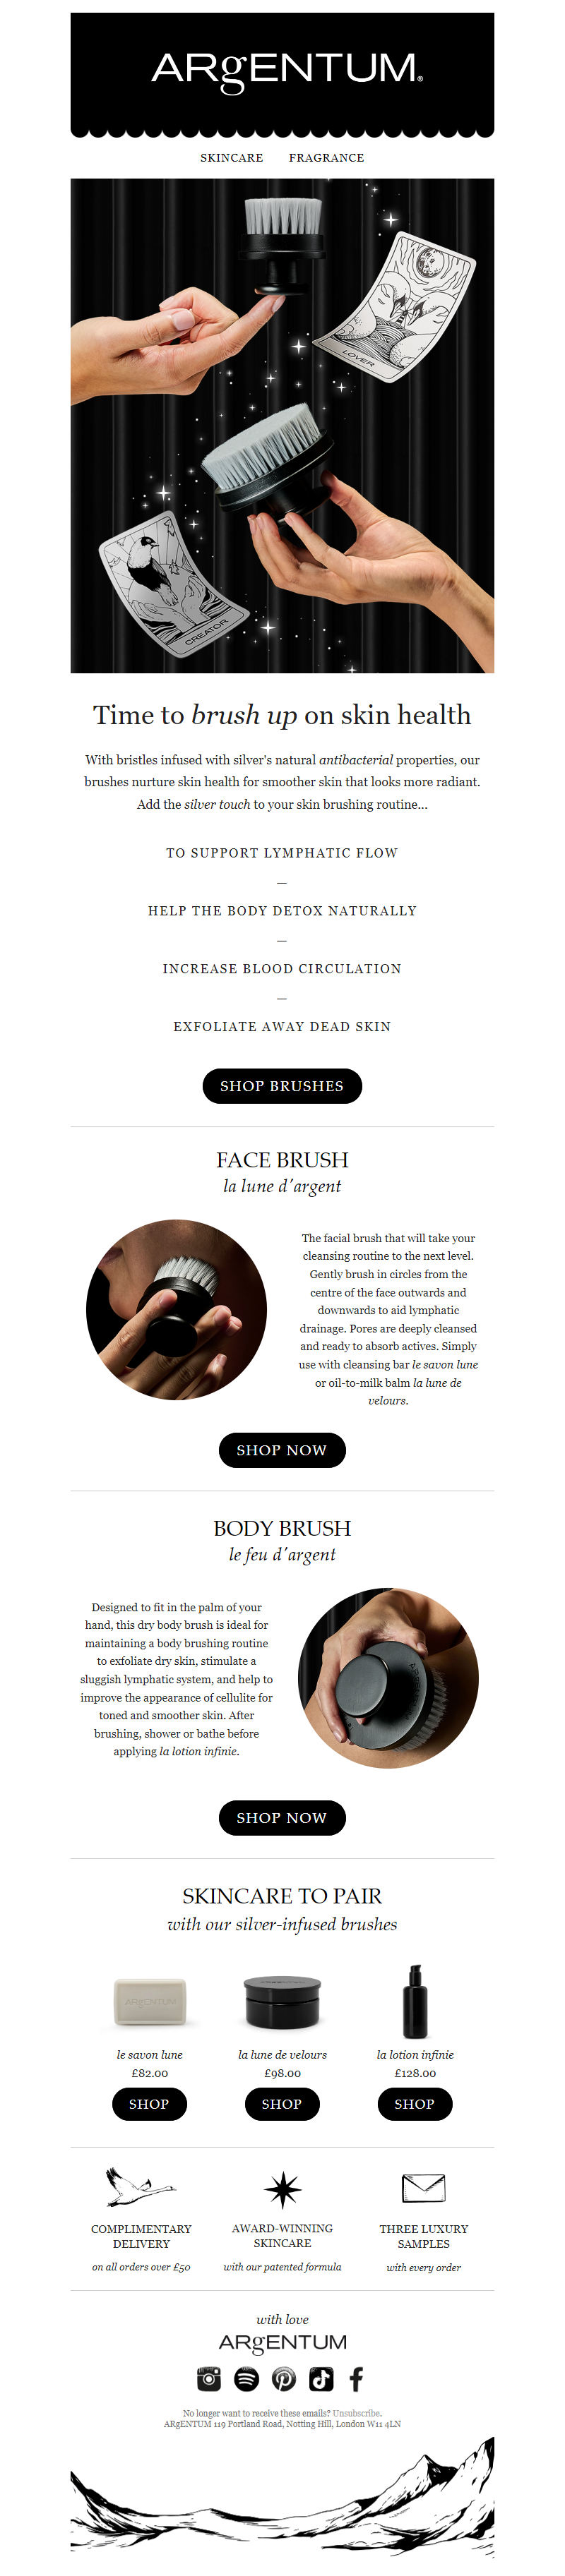 ARgENTUM®
SKINCARE FRAGRANCE
LOVER
CREATOR
Time to brush up on skin health
With bristles infused with silver's natural antibacterial properties, our
brushes nurture skin health for smoother skin that looks more radiant.
Add the silver touch to your skin brushing routine...
TO SUPPORT LYMPHATIC FLOW
—
HELP THE BODY DETOX NATURALLY
—
INCREASE BLOOD CIRCULATION
—
EXFOLIATE AWAY DEAD SKIN
SHOP BRUSHES
FACE BRUSH
la lune d'argent
The facial brush that will take your
cleansing routine to the next level.
Gently brush in circles from the
centre of the face outwards and
downwards to aid lymphatic
drainage. Pores are deeply cleansed
and ready to absorb actives. Simply
use with cleansing bar le savon lune
or oil-to-milk balm la lune de
velours.
SHOP NOW
BODY BRUSH
le feu d'argent
Designed to fit in the palm of your
hand, this dry body brush is ideal for
maintaining a body brushing routine
to exfoliate dry skin, stimulate a
sluggish lymphatic system, and help to
improve the appearance of cellulite for
toned and smoother skin. After
brushing, shower or bathe before
applying la lotion infinie.
SHOP NOW
SKINCARE TO PAIR
with our silver-infused brushes
ARgENTUM
le savon lune
£82.00
SHOP
la lune de velours
£98.00
SHOP
la lotion infinie
£128.00
SHOP
COMPLIMENTARY
DELIVERY
on all orders over £50
AWARD-WINNING
SKINCARE
with our patented formula
THREE LUXURY
SAMPLES
with every order
with love
ARgENTUM
No longer want to receive these emails? Unsubscribe.
ARgENTUM 119 Portland Road, Notting Hill, London W11 4LN